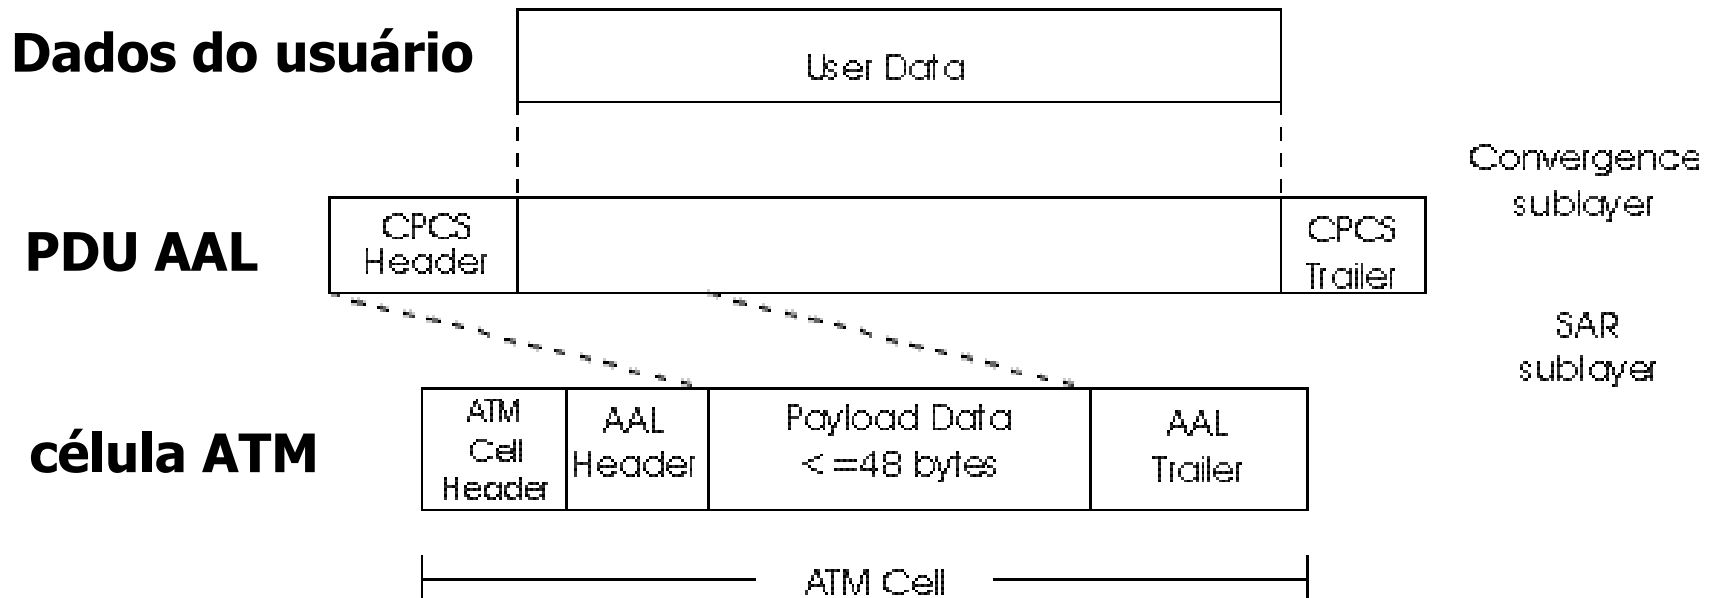 Dados do usuário
User Data
Convergence
sublayer
PDU AAL
CPCS
Header
CPCS
Trailer
SAR
sublayer
célula ATM
ATM
Cell
Header
AAL
Header
Payload Data
< =48 bytes
AAL
Trailer
ATM Cell